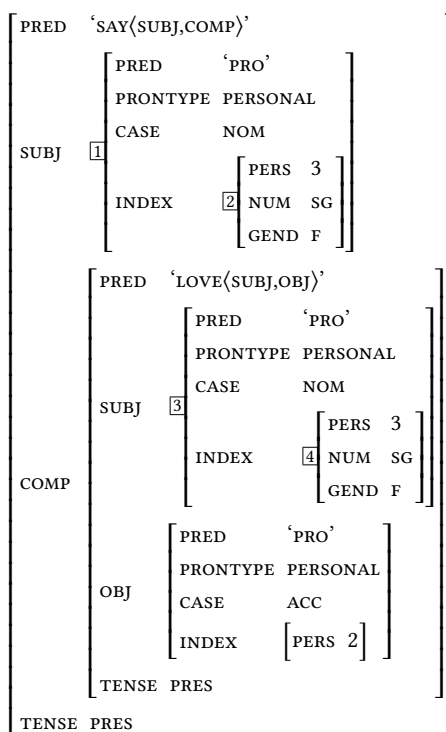 PRED ‘SAY⟨SUBJ,COMP⟩’
PRED ‘PRO’
PRONTYPE PERSONAL
CASE NOM
SUBJ 1
PERS 3
INDEX 2 NUM SG
GEND F
PRED ‘LOVE⟨SUBJ,OBJ⟩’
PRED ‘PRO’
PRONTYPE PERSONAL
CASE NOM
SUBJ 3
PERS 3
INDEX 4 NUM SG
GEND F
COMP
PRED ‘PRO’
PRONTYPE PERSONAL
OBJ
CASE ACC
INDEX [PERS 2]
TENSE PRES
TENSE PRES